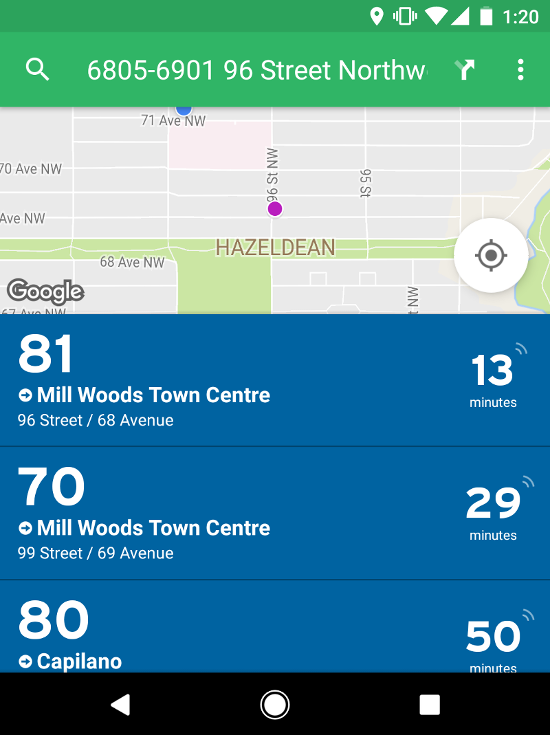 1:20
6805-6901 96 Street Northw
71 Ave NW
70 Ave NW
96 St NW
95 St
Ave NW
HAZELDEAN
68 Ave NW
Google
67 Ave NW
t NW
81
Mill Woods Town Centre
96 Street / 68 Avenue
13
minutes
70
Mill Woods Town Centre
99 Street / 69 Avenue
29
minutes
80
Capilano
50
minutes